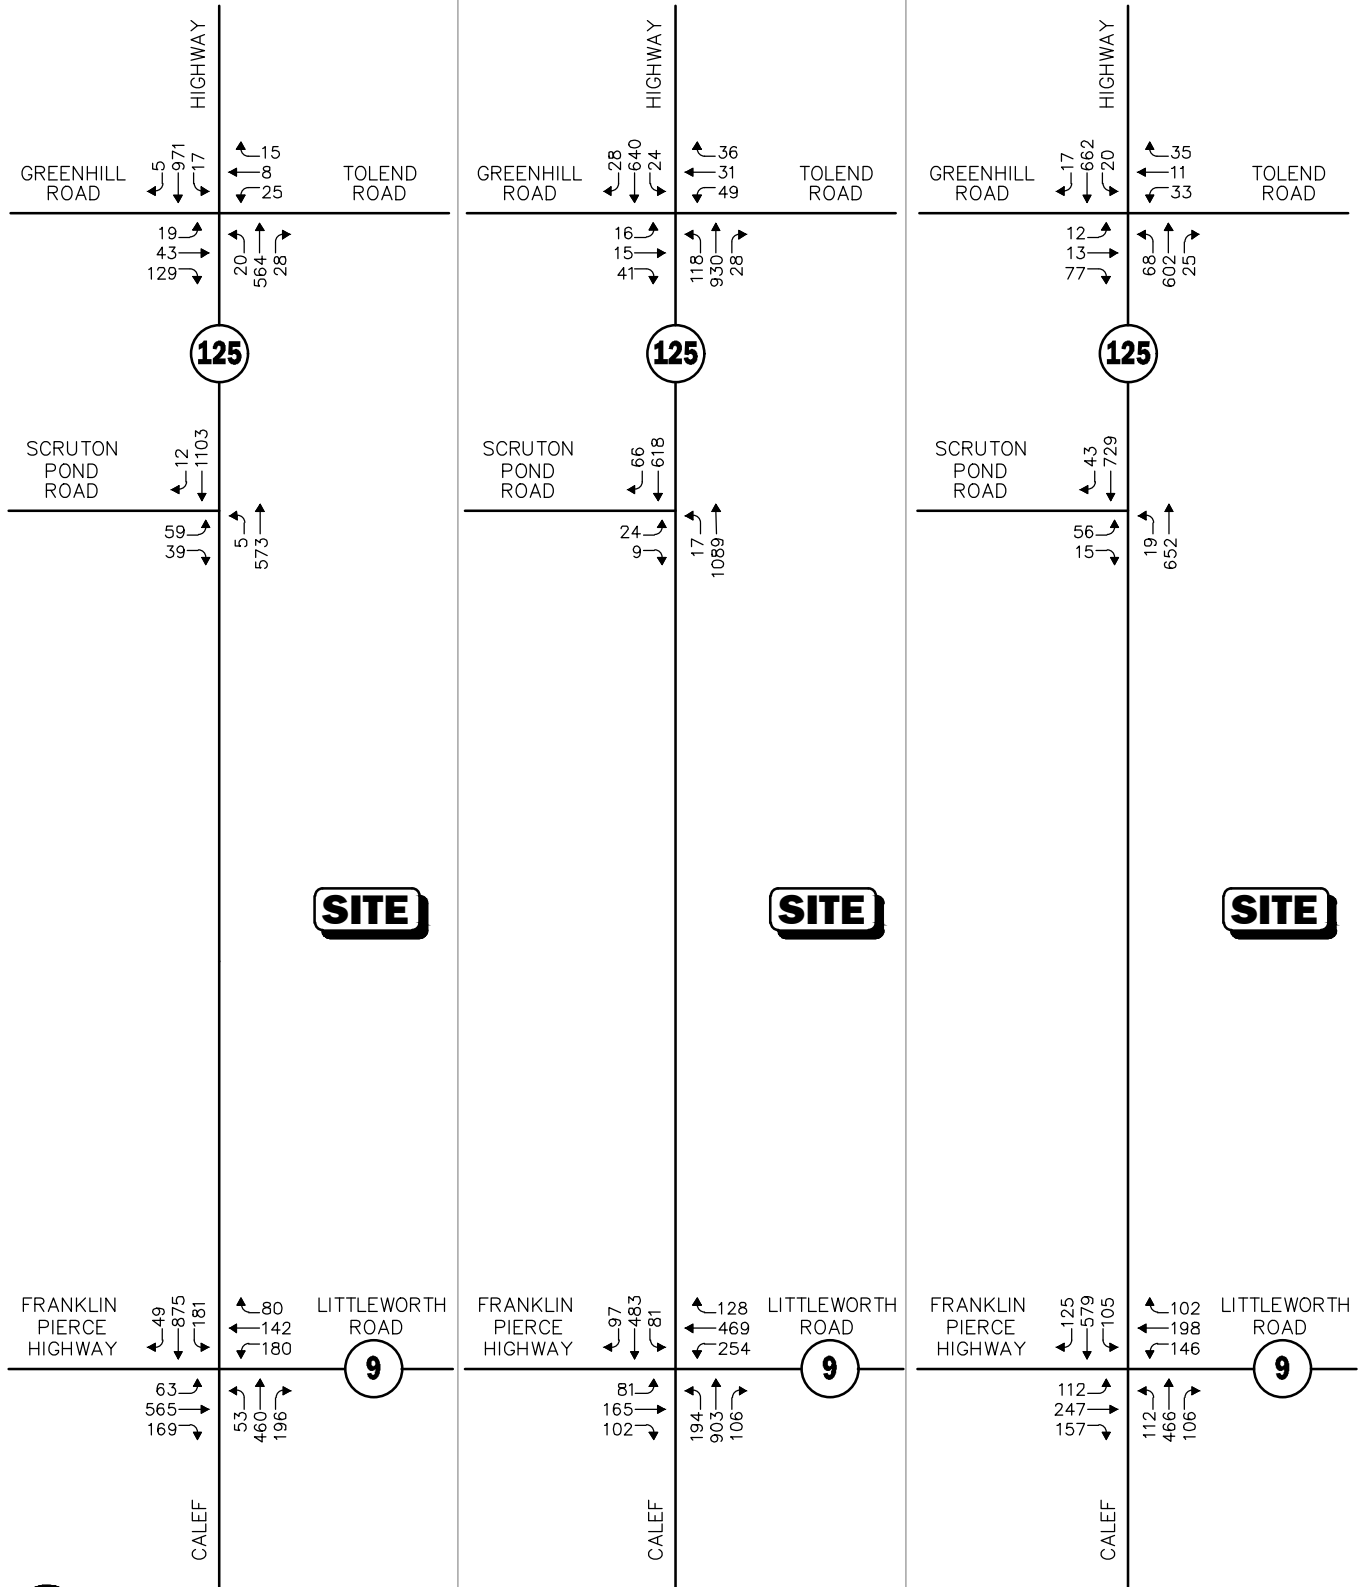 HIGHWAY
5
971
17
15
8
25
GREENHILL
ROAD
TOLEND
ROAD
19
43
129
20
564
28
125
SCRUTON
POND
ROAD
12
1103
59
39
5
573
SITE
FRANKLIN
PIERCE
HIGHWAY
49
875
181
80
142
180
LITTLEWORTH
ROAD
9
63
565
169
53
460
196
CALEF
HIGHWAY
28
640
24
36
31
49
GREENHILL
ROAD
TOLEND
ROAD
16
15
41
118
930
28
125
SCRUTON
POND
ROAD
66
618
24
9
17
1089
SITE
FRANKLIN
PIERCE
HIGHWAY
97
483
81
128
469
254
LITTLEWORTH
ROAD
9
81
165
102
194
903
106
CALEF
HIGHWAY
17
662
20
35
11
33
GREENHILL
ROAD
TOLEND
ROAD
12
13
77
68
602
25
125
SCRUTON
POND
ROAD
43
729
56
15
19
652
SITE
FRANKLIN
PIERCE
HIGHWAY
125
579
105
102
198
146
LITTLEWORTH
ROAD
9
112
247
157
112
466
106
CALEF